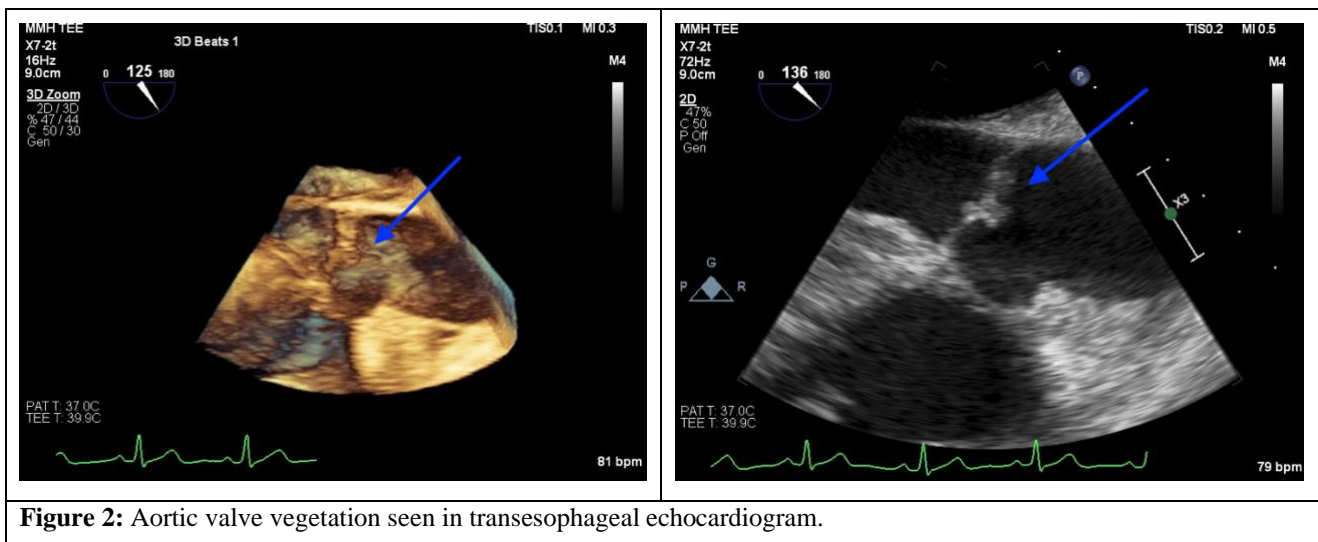 MMH TEE
X7-2t
16Hz
9.0cm
3D Beats 1
TIS0.1 MI 0.3
0 125 180
M4
3D Zoom
2D / 3D
% 47 / 44
C 50 / 30
Gen
PAT T: 37.0C
TEE T: 39.9C
81 bpm
MMH TEE
X7-2t
72Hz
9.0cm
TIS0.2 MI 0.5
0 136 180
M4
P
2D
47%
C 50
P Off
Gen
X3
G
P R
PAT T: 37.0C
TEE T: 39.9C
79 bpm
Figure 2: Aortic valve vegetation seen in transesophageal echocardiogram.